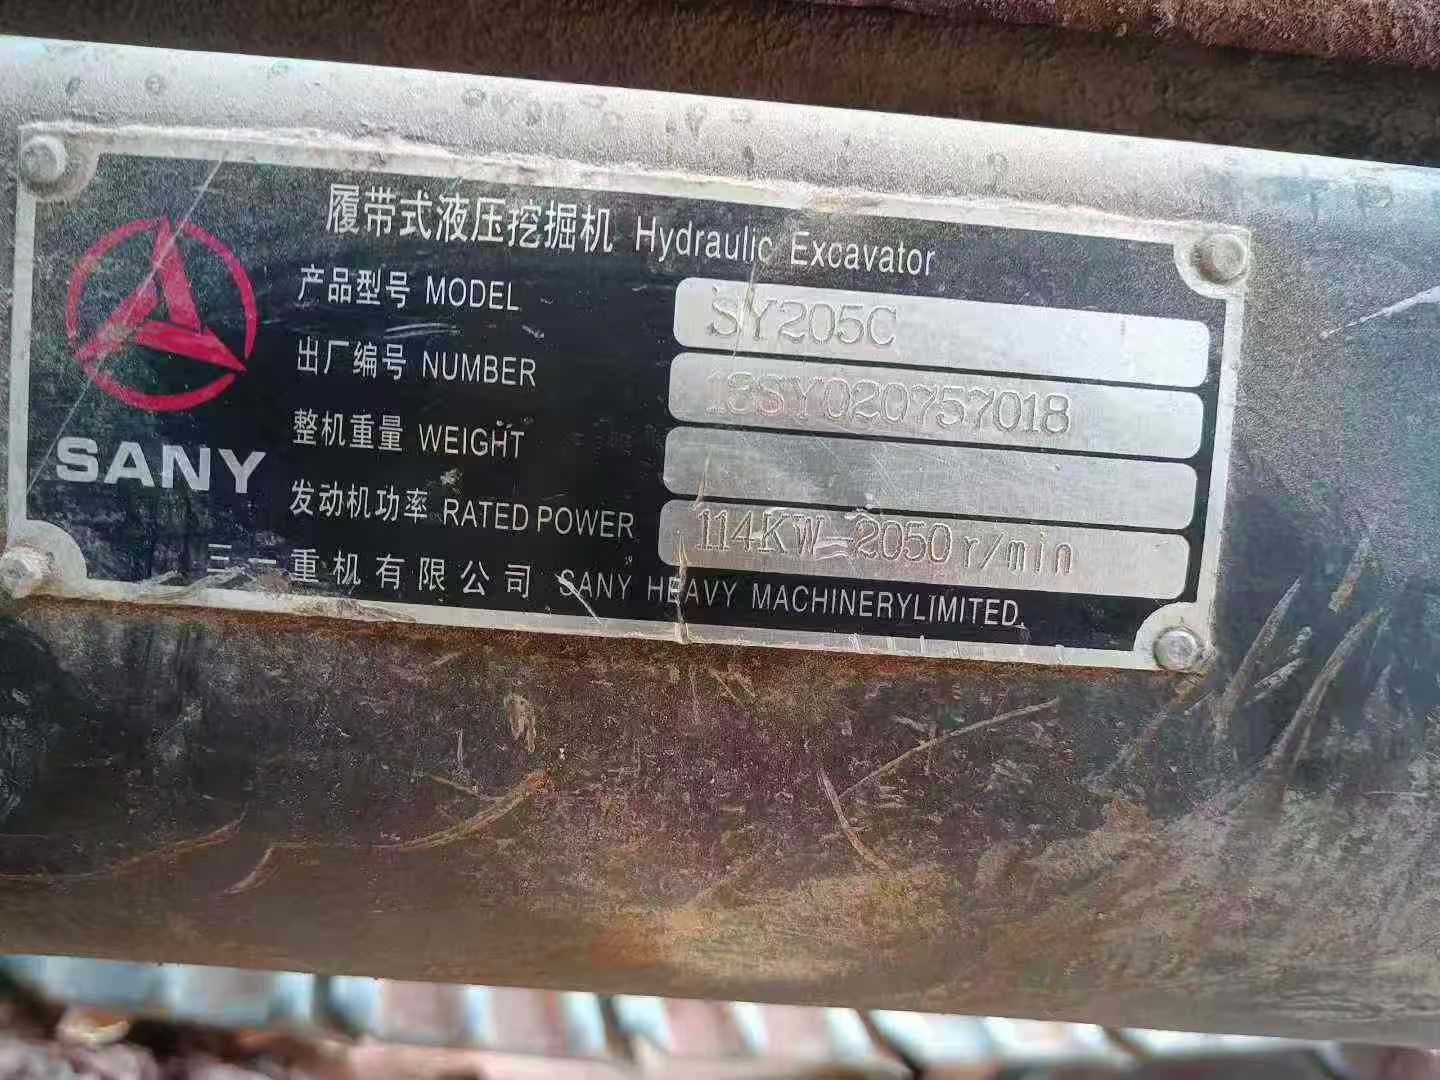 履带式液压挖掘机 Hydraulic Excavator
产品型号 MODEL SY205C
出厂编号 NUMBER 18SY020757018
整机重量 WEIGHT
发动机功率 RATED POWER 114KW-2050r/min
SANY
三一重机有限公司 SANY HEAVY MACHINERYLIMITED.